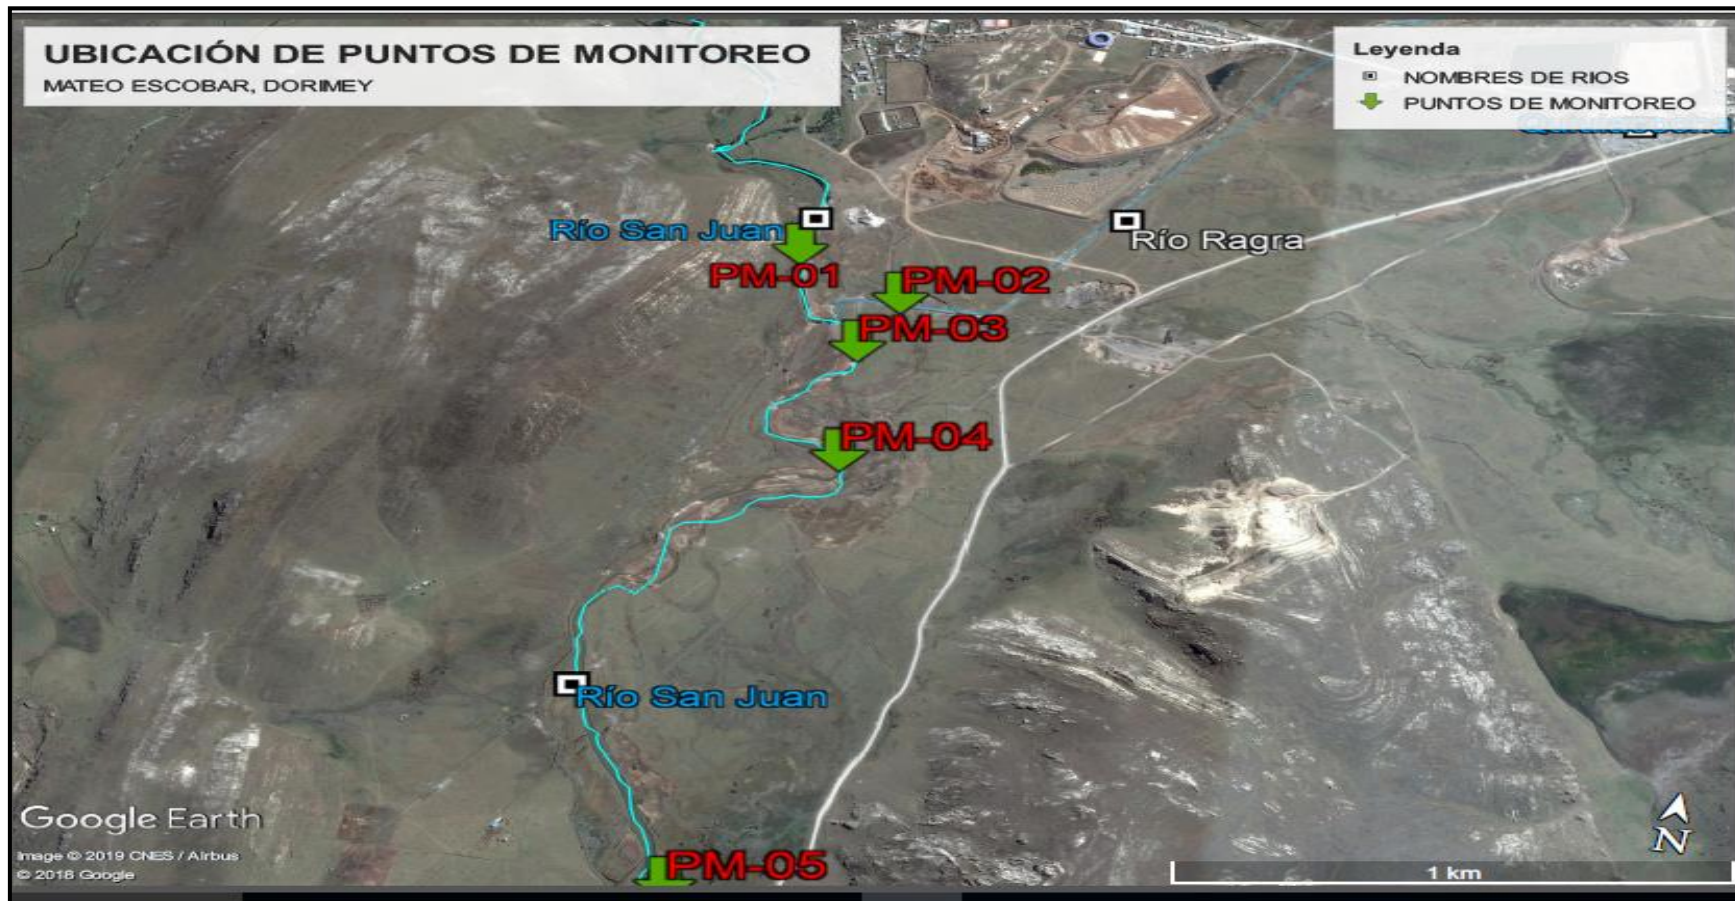 UBICACIÓN DE PUNTOS DE MONITOREO
MATEO ESCOBAR, DORIMEY
Leyenda
NOMBRES DE RIOS
PUNTOS DE MONITOREO
Río San Juan
Río Ragra
PM-01
PM-02
PM-03
PM-04
Río San Juan
PM-05
Google Earth
Image © 2019 CNES / Airbus
© 2018 Google
N
1 km